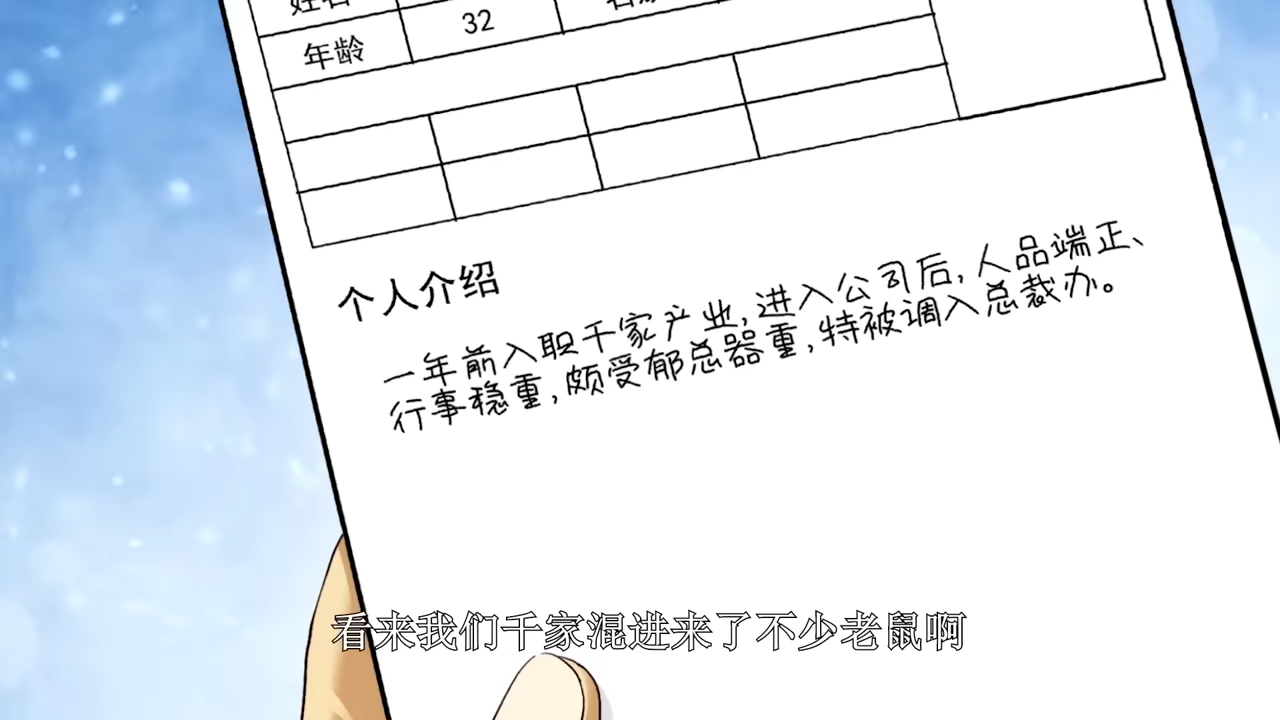 姓名
32
年龄
个人介绍
一年前入职千家产业,进入公司后,人品端正、
行事稳重,颇受郁总器重,特被调入总裁办。
看来我们千家混进来了不少老鼠啊